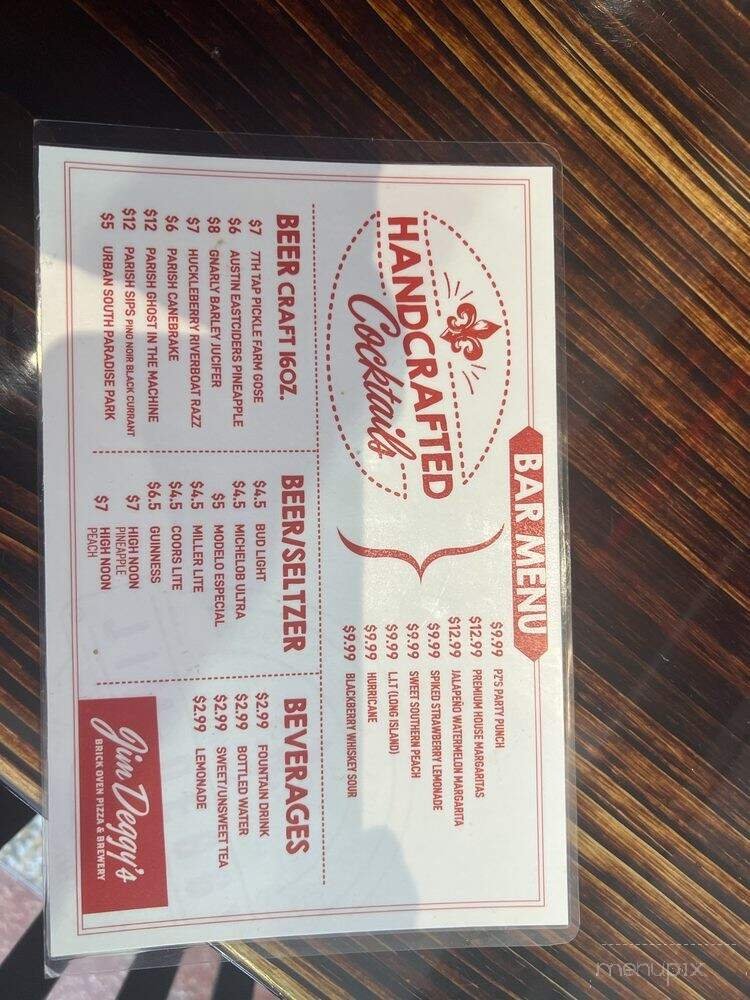 BAR MENU
HANDCRAFTED
Cocktails
$9.99 PZ'S PARTY PUNCH
$12.99 PREMIUM HOUSE MARGARITAS
$12.99 JALAPEÑO WATERMELON MARGARITA
$9.99 SPIKED STRAWBERRY LEMONADE
$9.99 SWEET SOUTHERN PEACH
$9.99 L.I.T (LONG ISLAND)
$9.99 HURRICANE
$9.99 BLACKBERRY WHISKEY SOUR
BEER CRAFT 16OZ.
$7 7TH TAP PICKLE FARM GOSE
$6 AUSTIN EASTCIDERS PINEAPPLE
$8 GNARLY BARLEY JUCIFER
$7 HUCKLEBERRY RIVERBOAT RAZZ
$6 PARISH CANEBRAKE
$12 PARISH GHOST IN THE MACHINE
$12 PARISH SIPS PINO NOIR BLACK CURRANT
$5 URBAN SOUTH PARADISE PARK
BEER/SELTZER
$4.5 BUD LIGHT
$4.5 MICHELOB ULTRA
$5 MODELO ESPECIAL
$4.5 MILLER LITE
$4.5 COORS LITE
$6.5 GUINNESS
$7 HIGH NOON
PINEAPPLE
$7 HIGH NOON
PEACH
BEVERAGES
$2.99 FOUNTAIN DRINK
$2.99 BOTTLED WATER
$2.99 SWEET/UNSWEET TEA
$2.99 LEMONADE
Jim Deggy's
BRICK OVEN PIZZA & BREWERY
menupix